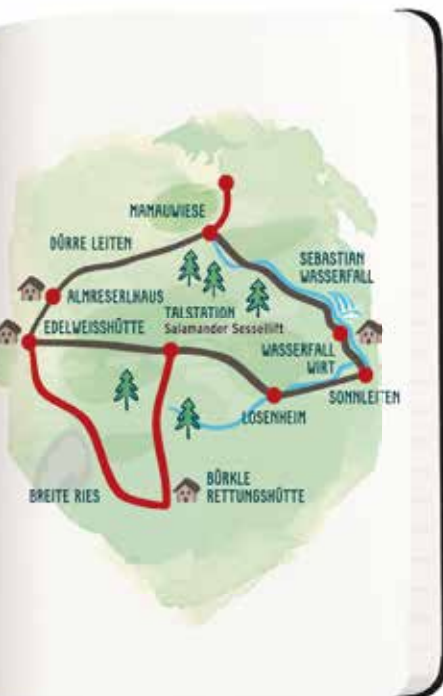 MAMAUWIESE
DÜRRE LEITEN
SEBASTIAN
WASSERFALL
ALMRESERLHAUS
TALSTATION
Salamander Sessellift
EDELWEISSHÜTTE
WASSERFALL
WIRT
SONNLEITEN
LOSENHEIM
BREITE RIES
BÜRKLE
RETTUNGSHÜTTE